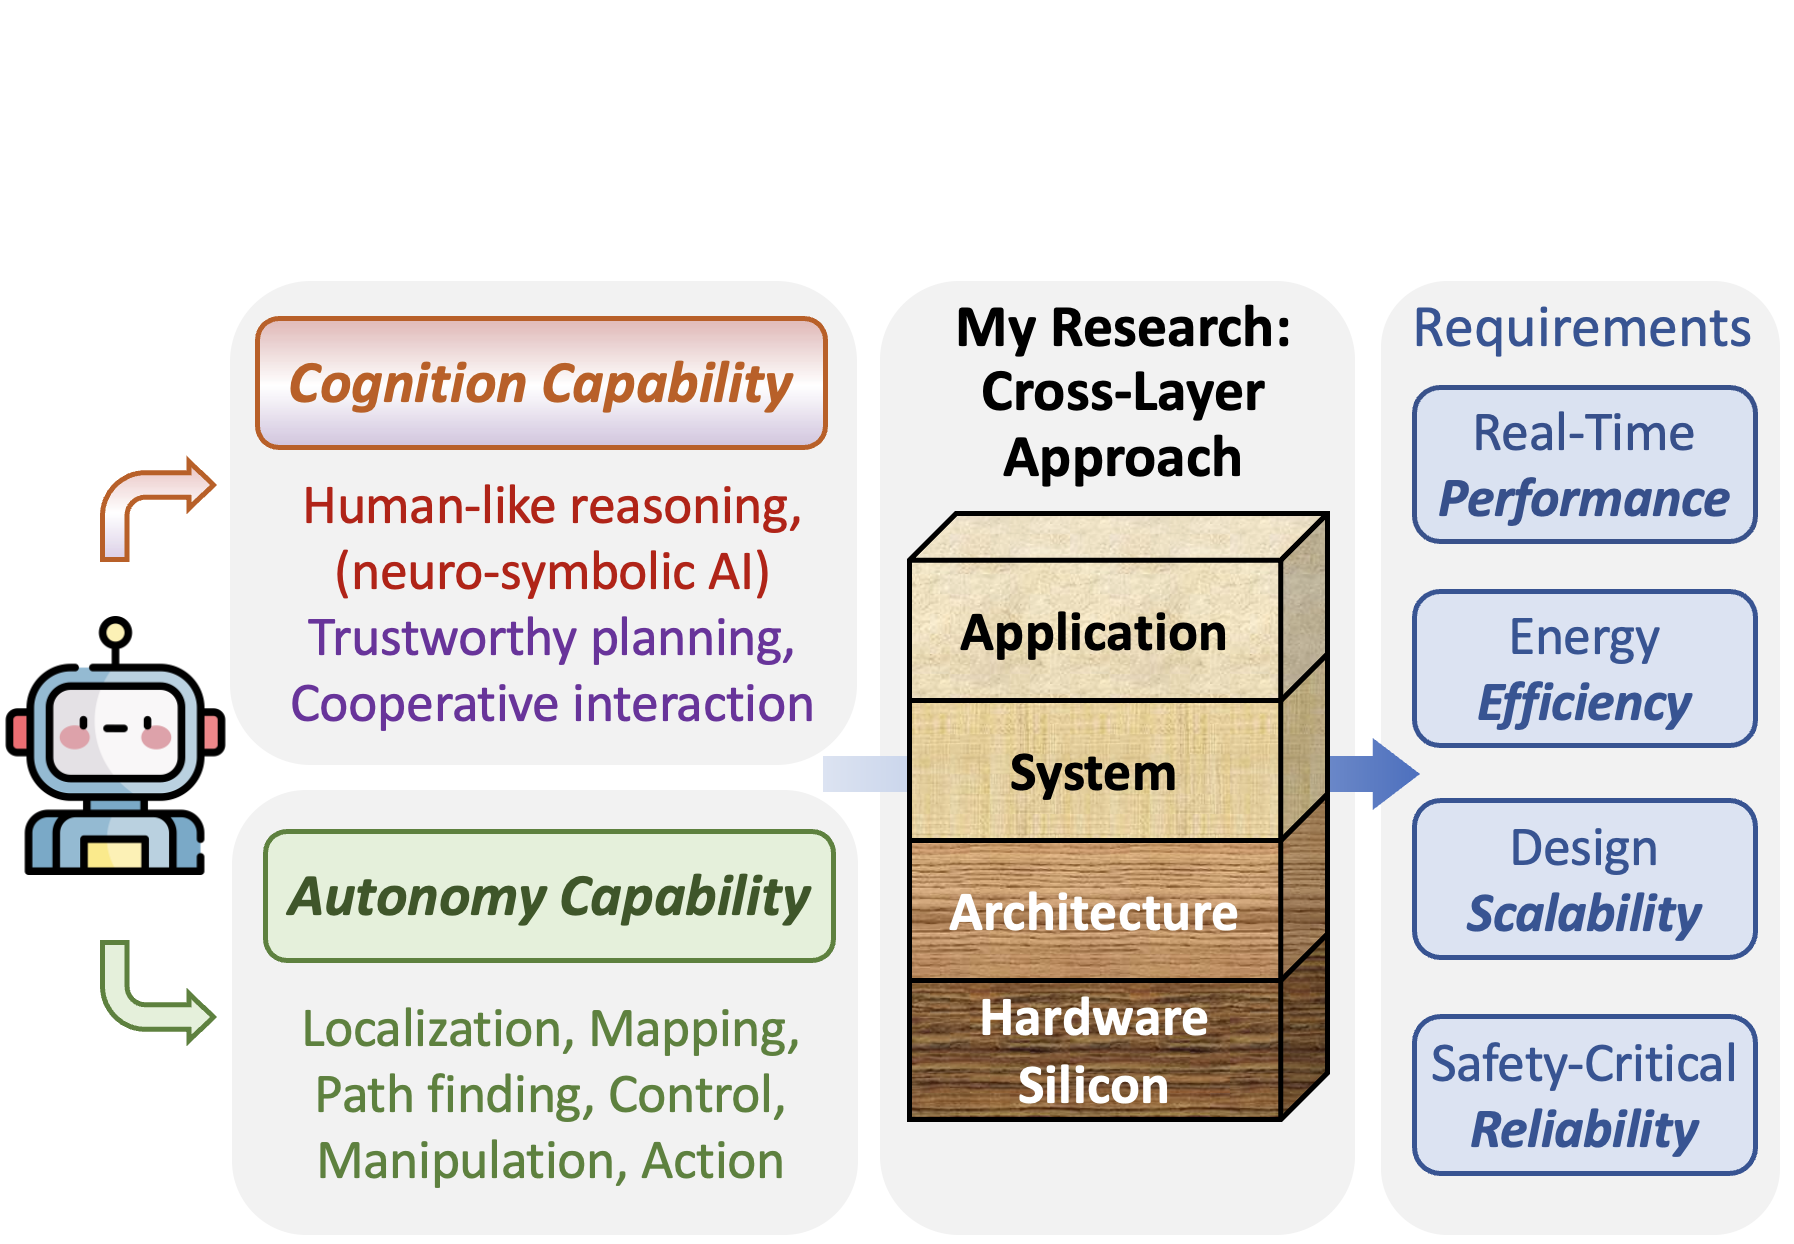 Cognition Capability
Human-like reasoning,
(neuro-symbolic AI)
Trustworthy planning,
Cooperative interaction
Autonomy Capability
Localization, Mapping,
Path finding, Control,
Manipulation, Action
My Research:
Cross-Layer
Approach
Application
System
Architecture
Hardware
Silicon
Requirements
Real-Time
Performance
Energy
Efficiency
Design
Scalability
Safety-Critical
Reliability